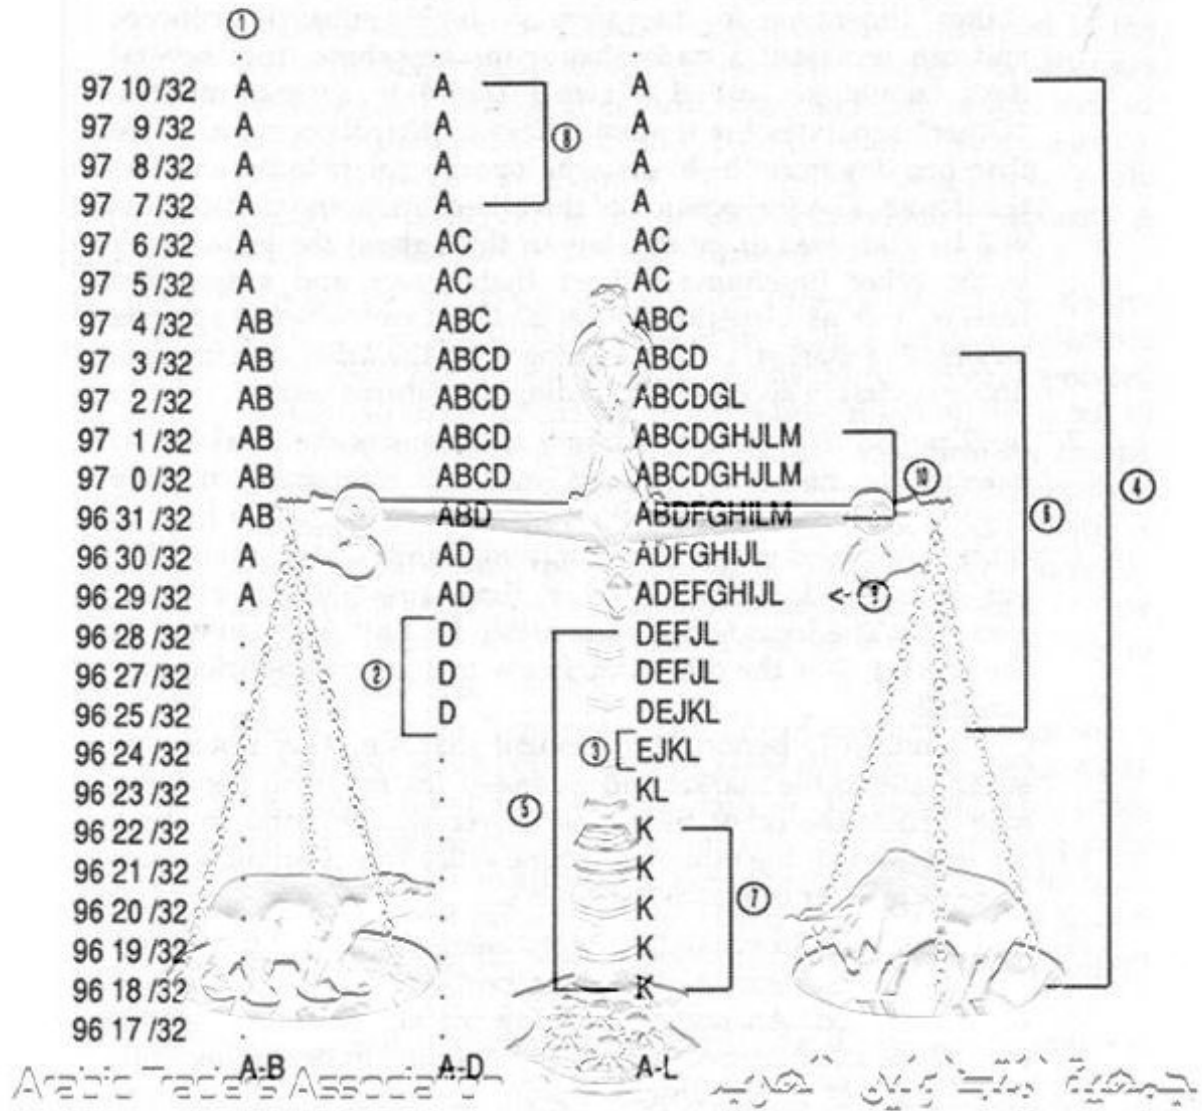 ①
97 10/32 A A A
97 9/32 A A ⑧ A
97 8/32 A A A
97 7/32 A A A
97 6/32 A AC AC
97 5/32 A AC AC
97 4/32 AB ABC ABC
97 3/32 AB ABCD ABCD
97 2/32 AB ABCD ABCDGL
97 1/32 AB ABCD ABCDGHJLM
97 0/32 AB ABCD ABCDGHJLM ⑩ ④
96 31/32 AB ABD ABDFGHILM ⑥
96 30/32 A AD ADFGHIJL
96 29/32 A AD ADEFGHIJL <-
96 28/32 . D DEFJL
96 27/32 . ② D DEFJL
96 25/32 . D DEJKL
96 24/32 . . ③ EJKL
96 23/32 . . ⑤ KL
96 22/32 . . K
96 21/32 . . K
96 20/32 . . K ⑦
96 19/32 . . K
96 18/32 . . K
96 17/32
A-B A-D A-L
Arabic Traders Association